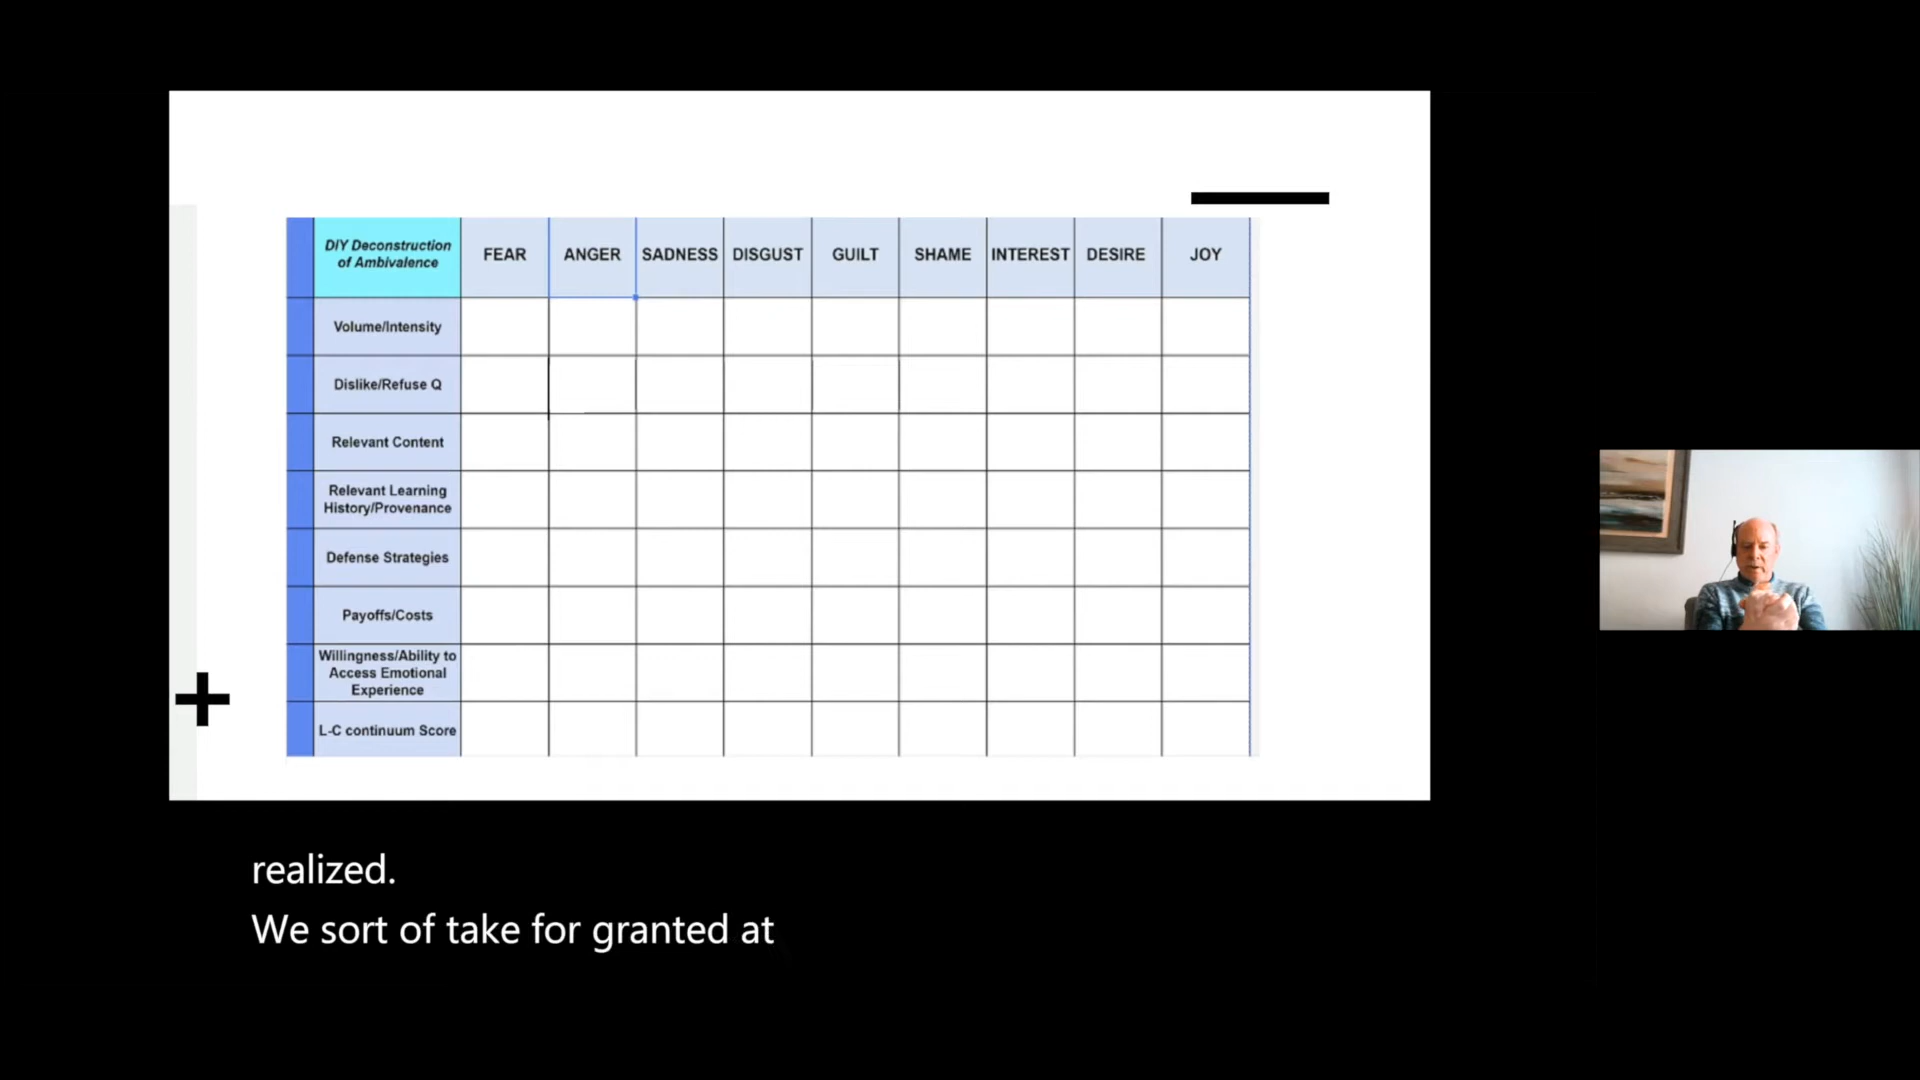 DIY Deconstruction
of Ambivalence
FEAR
ANGER
SADNESS
DISGUST
GUILT
SHAME
INTEREST
DESIRE
JOY
Volume/Intensity
Dislike/Refuse Q
Relevant Content
Relevant Learning
History/Provenance
Defense Strategies
Payoffs/Costs
Willingness/Ability to
Access Emotional
Experience
L-C continuum Score
realized.
We sort of take for granted at